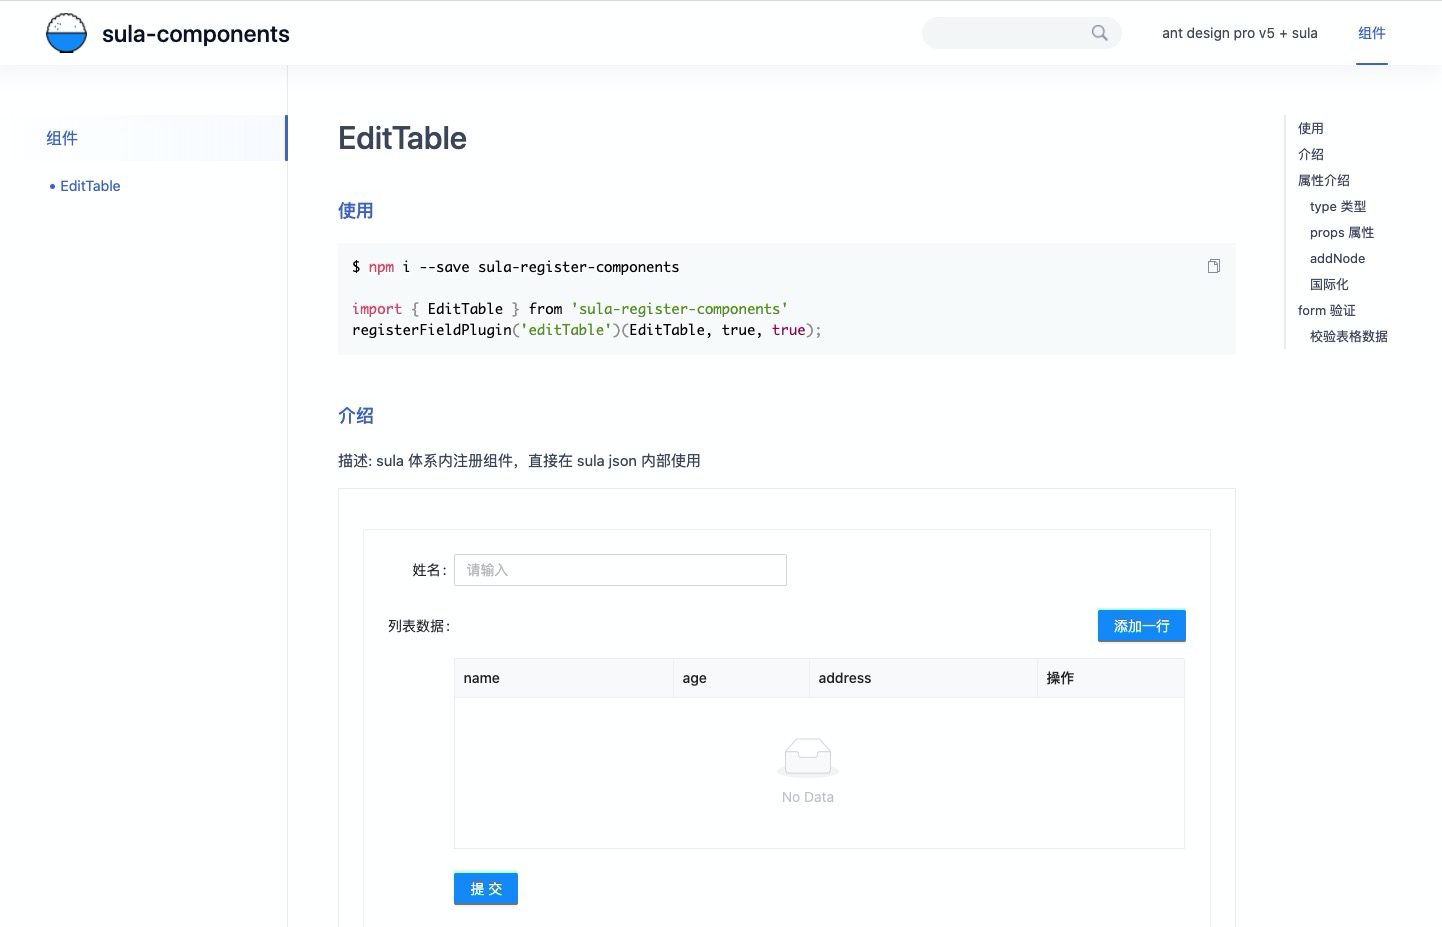 sula-components
ant design pro v5 + sula
组件
组件
• EditTable
EditTable
使用
$ npm i --save sula-register-components
import { EditTable } from 'sula-register-components'
registerFieldPlugin('editTable')(EditTable, true, true);
介绍
描述: sula 体系内注册组件，直接在 sula json 内部使用
姓名：
请输入
列表数据：
添加一行
name age address 操作
No Data
提 交
使用
介绍
属性介绍
type 类型
props 属性
addNode
国际化
form 验证
校验表格数据